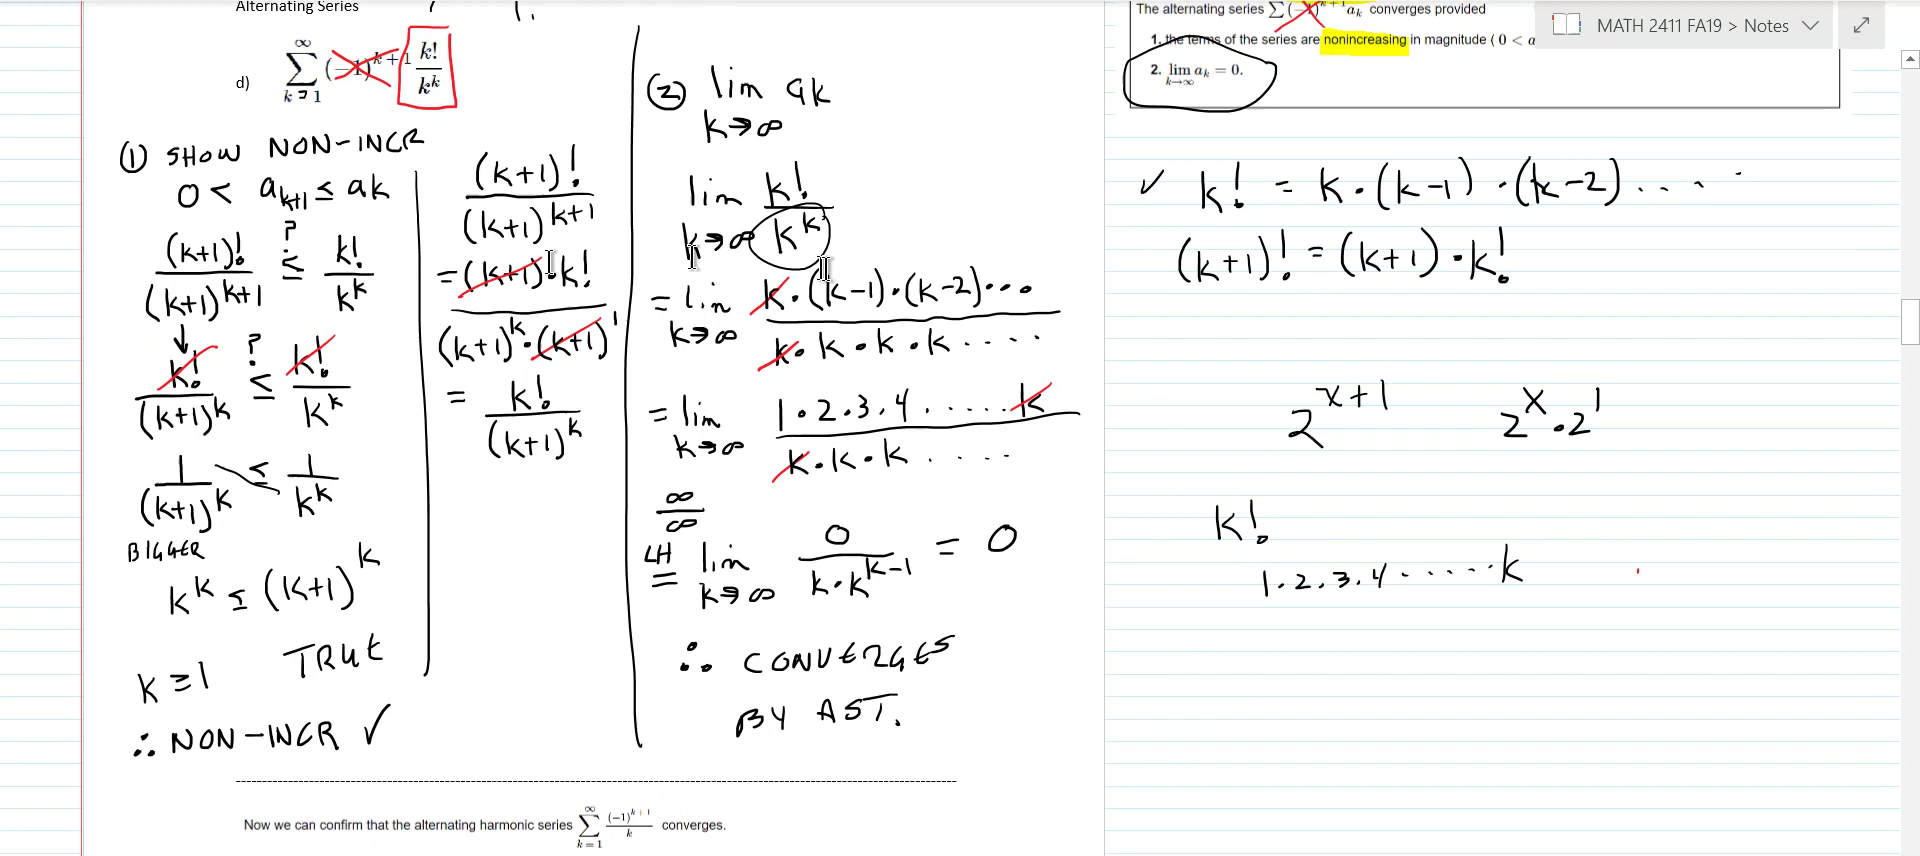 Alternating Series
d) ∑ k=1 ∞ (-1)^k+1 k!/k^k
① SHOW NON-INCR
0 < a_k+1 ≤ ak
(k+1)!/(k+1)^k+1 ≤? k!/k^k
k!/(k+1)^k ≤? k!/k^k
1/(k+1)^k ≤ 1/k^k
BIGGER
k^k ≤ (k+1)^k
k ≥ 1 TRUE
∴ NON-INCR ✓
(k+1)!/(k+1)^k+1
= (k+1)·k!/(k+1)^k·(k+1)^1
= k!/(k+1)^k
② lim k→∞ ak
lim k→∞ k!/k^k
= lim k→∞ k·(k-1)·(k-2)···/k·k·k·k····
= lim k→∞ 1·2·3·4·.....k/k·k·k.....
∞/∞
LH = lim k→∞ 0/k·k^k-1 = 0
∴ CONVERGES
BY AST.
Now we can confirm that the alternating harmonic series ∑ k=1 ∞ (-1)^k+1/k converges.
The alternating series ∑(-1)^k+1 a_k converges provided
1. the terms of the series are nonincreasing in magnitude ( 0 < a
2. lim k→∞ a_k = 0.
MATH 2411 FA19 > Notes
✓ k! = k·(k-1)·(k-2)....
(k+1)! = (k+1)·k!
2^x+1 2^x·2^1
k!
1·2·3·4·.....k